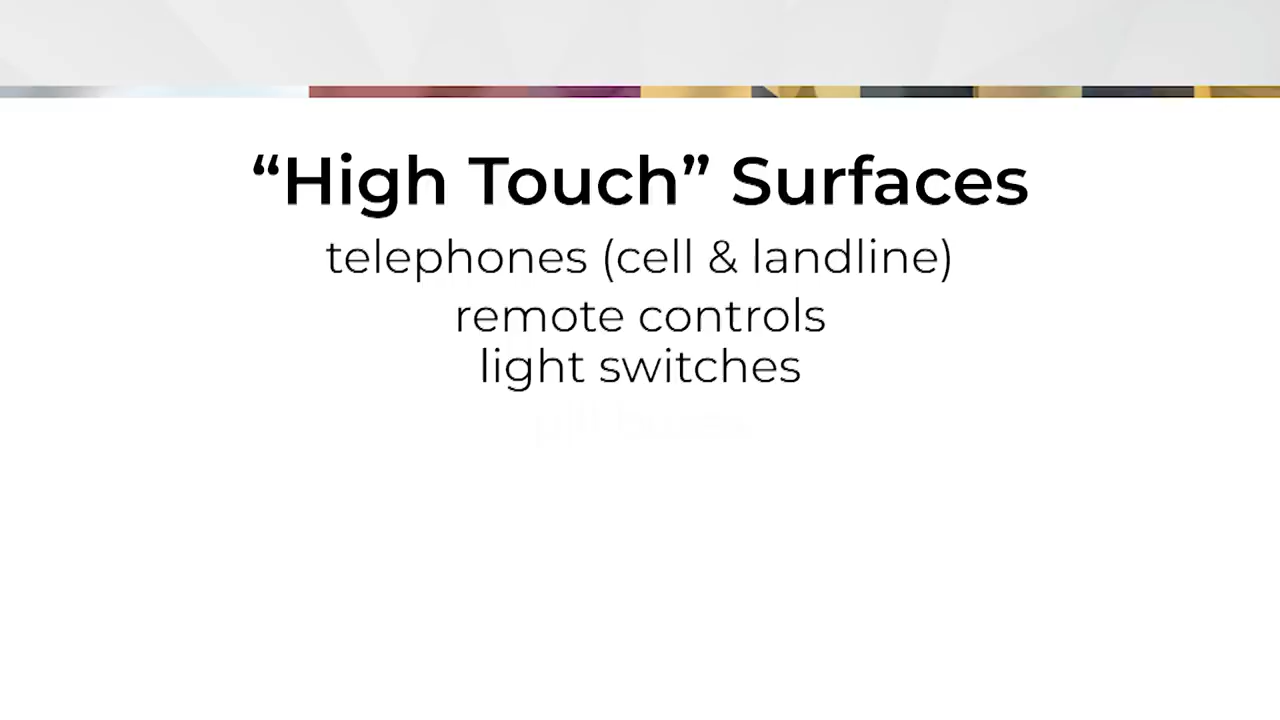 “High Touch” Surfaces
telephones (cell & landline)
remote controls
light switches